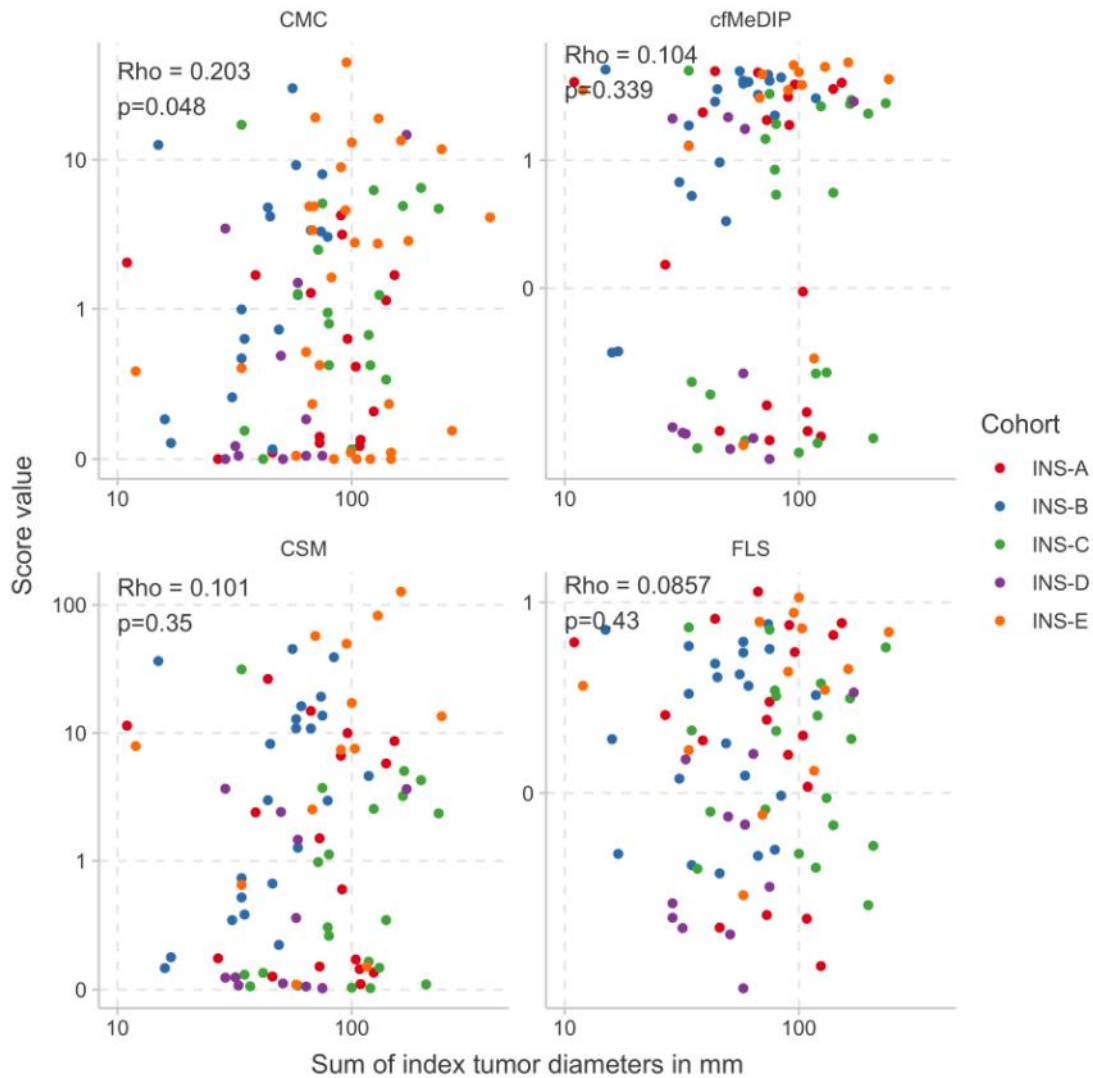 CMC
cfMeDIP
Rho = 0.203
p=0.048
Rho = 0.104
p=0.339
10
1
0
1
0
10
100
10
100
CSM
FLS
Rho = 0.101
p=0.35
Rho = 0.0857
p=0.43
100
10
1
0
1
0
10
100
10
100
Score value
Sum of index tumor diameters in mm
Cohort
INS-A
INS-B
INS-C
INS-D
INS-E